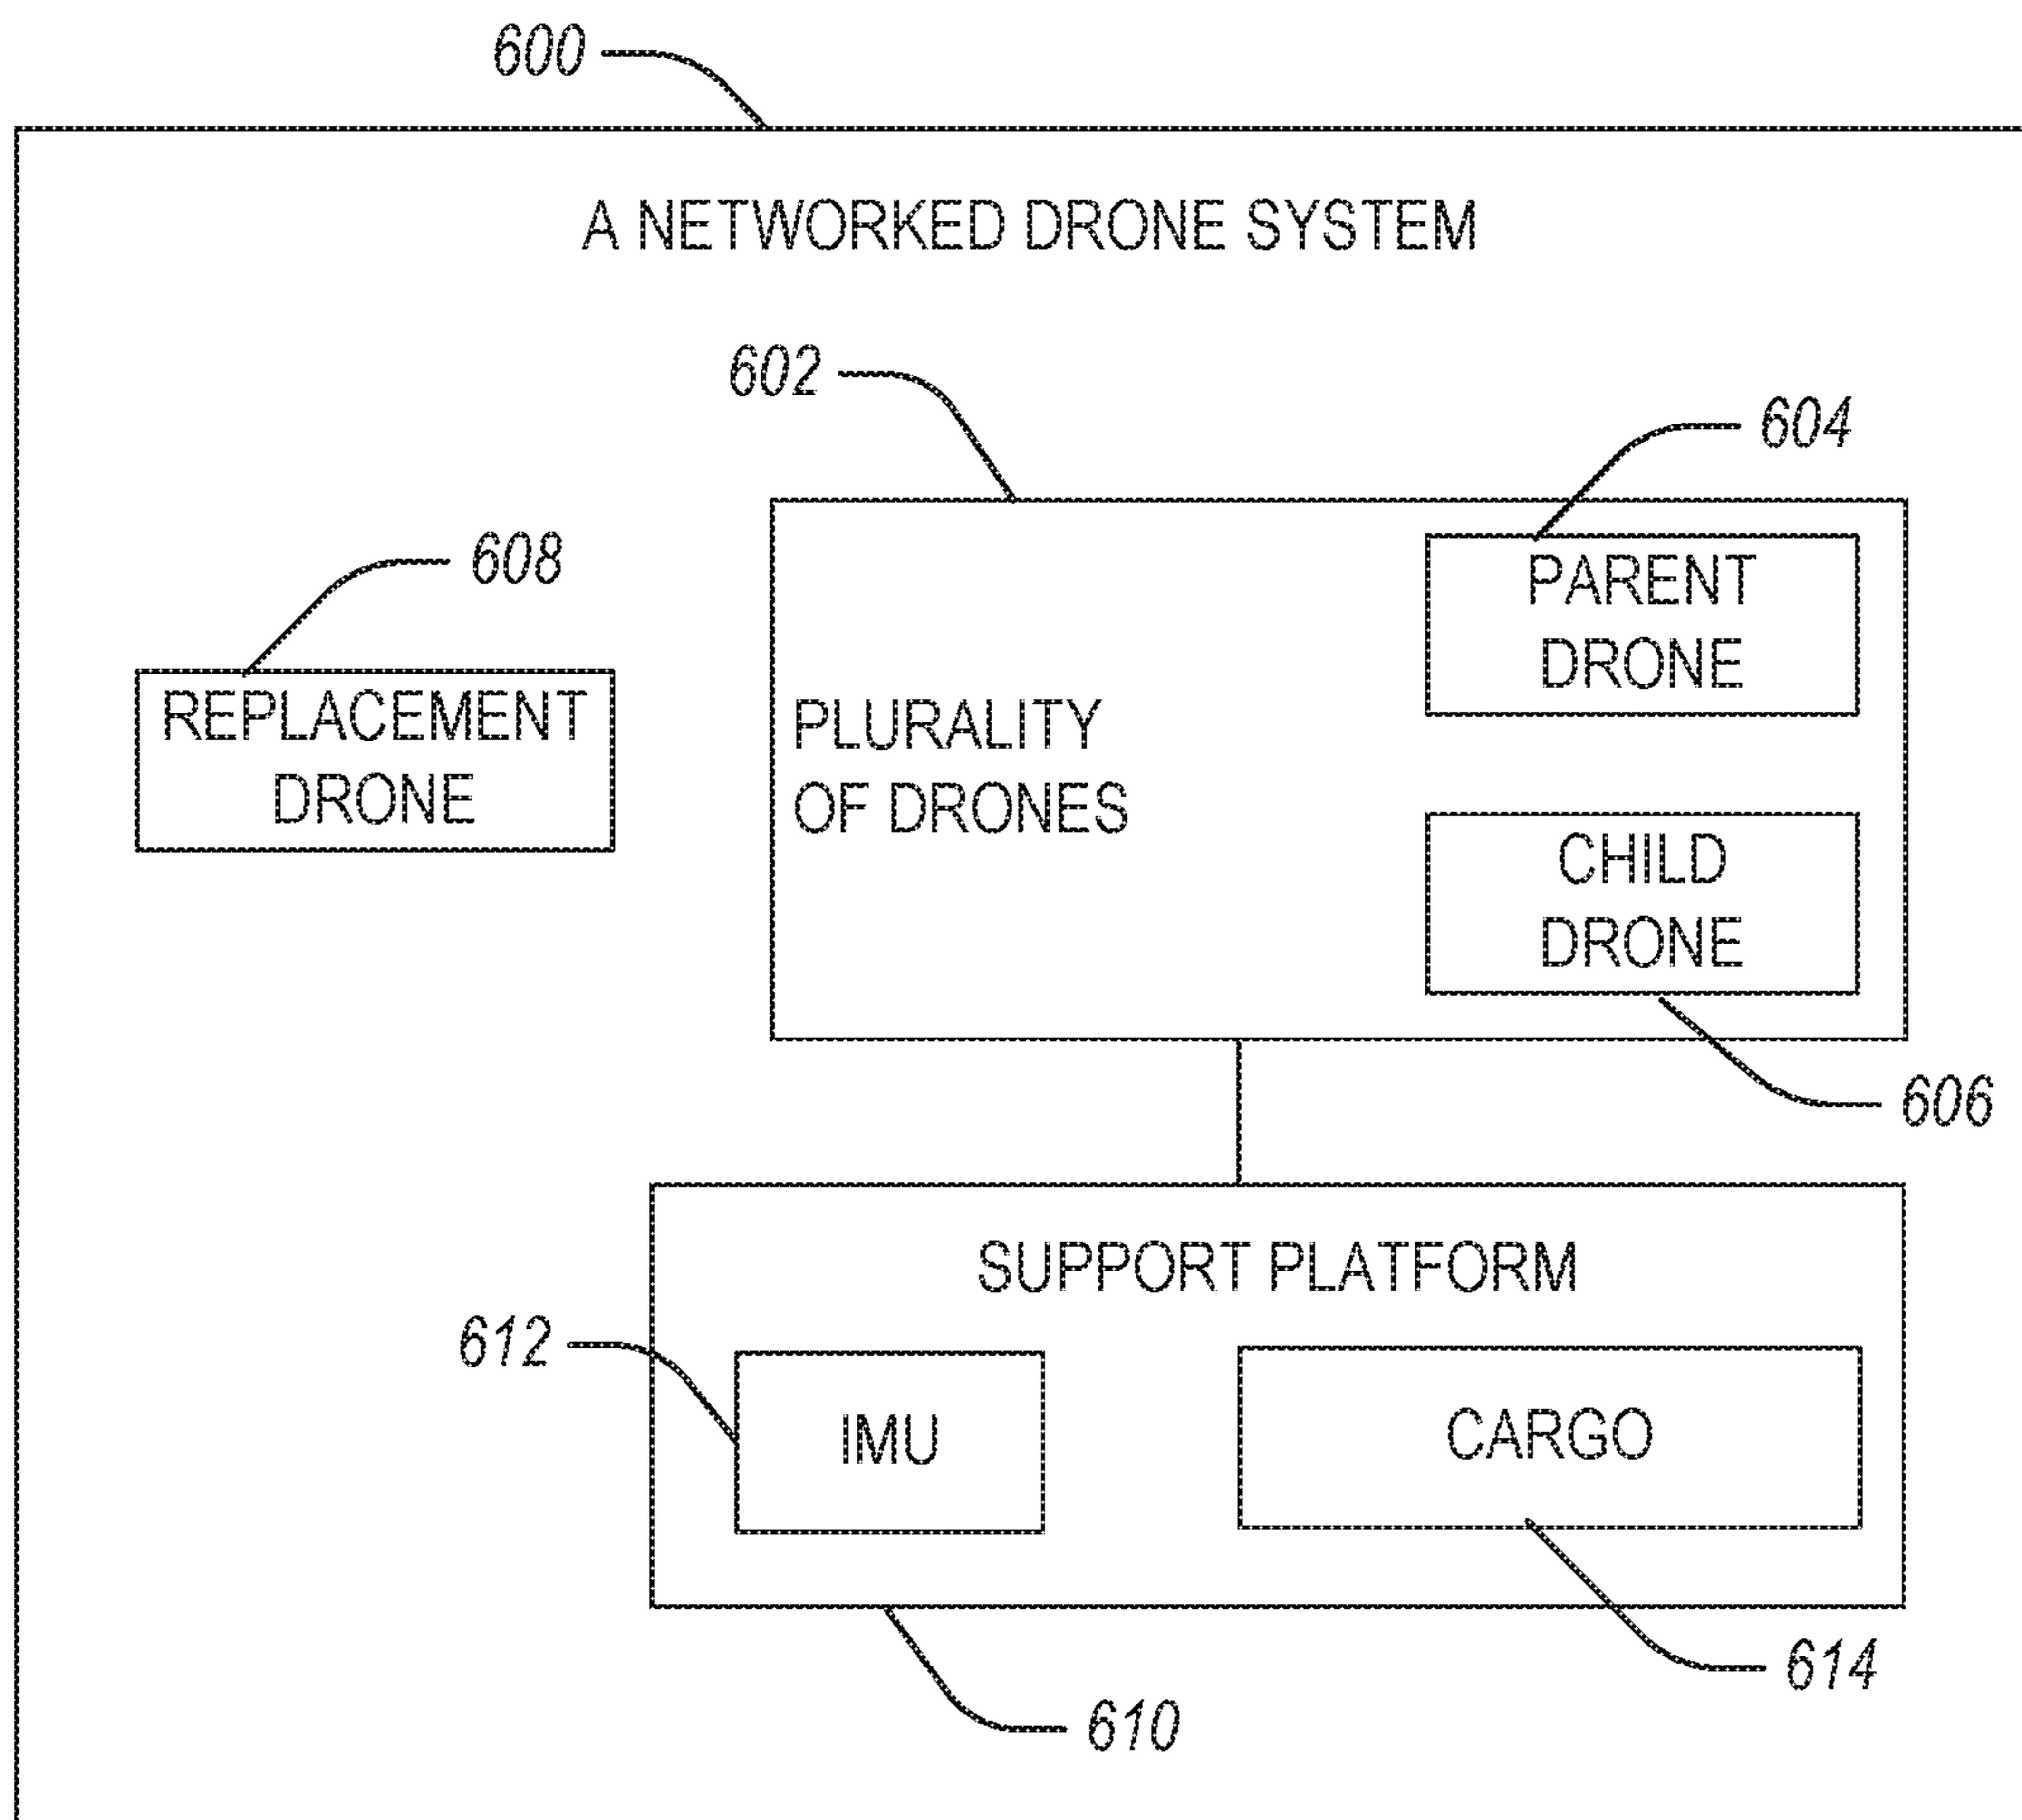 600
A NETWORKED DRONE SYSTEM
602
604
608
PARENT
DRONE
REPLACEMENT
DRONE
PLURALITY
OF DRONES
CHILD
DRONE
606
SUPPORT PLATFORM
612
IMU
CARGO
614
610